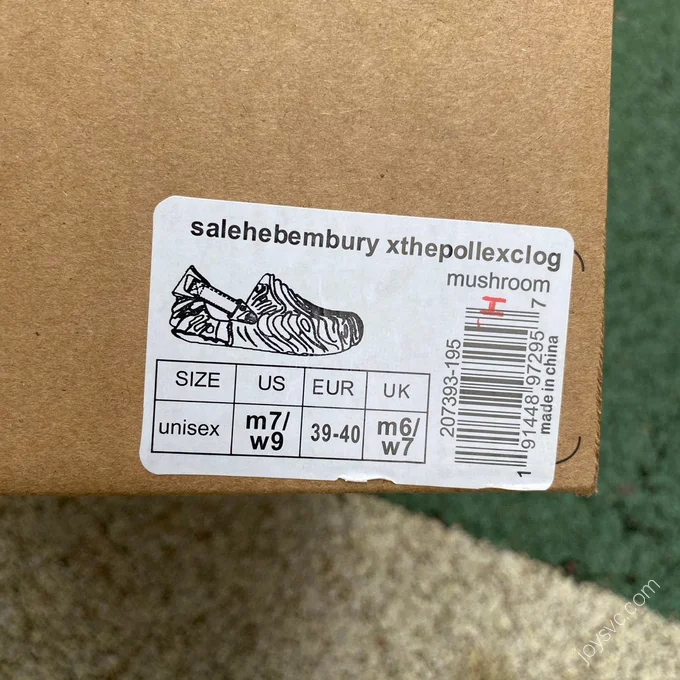 salehebembury xthepollexclog
mushroom
SIZE US EUR UK
unisex m7/w9 39-40 m6/w7
207393-195
1 91448 97295 7
made in china
joysvc.com